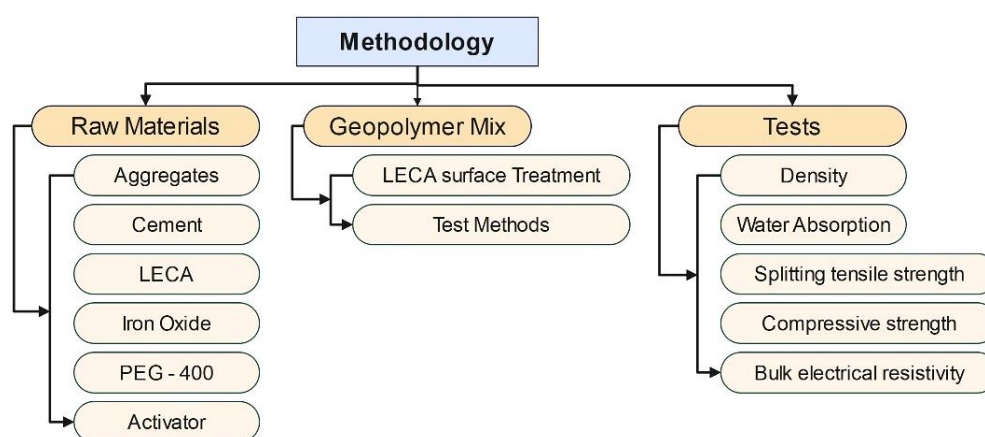 Methodology
Raw Materials
Aggregates
Cement
LECA
Iron Oxide
PEG - 400
Activator
Geopolymer Mix
LECA surface Treatment
Test Methods
Tests
Density
Water Absorption
Splitting tensile strength
Compressive strength
Bulk electrical resistivity